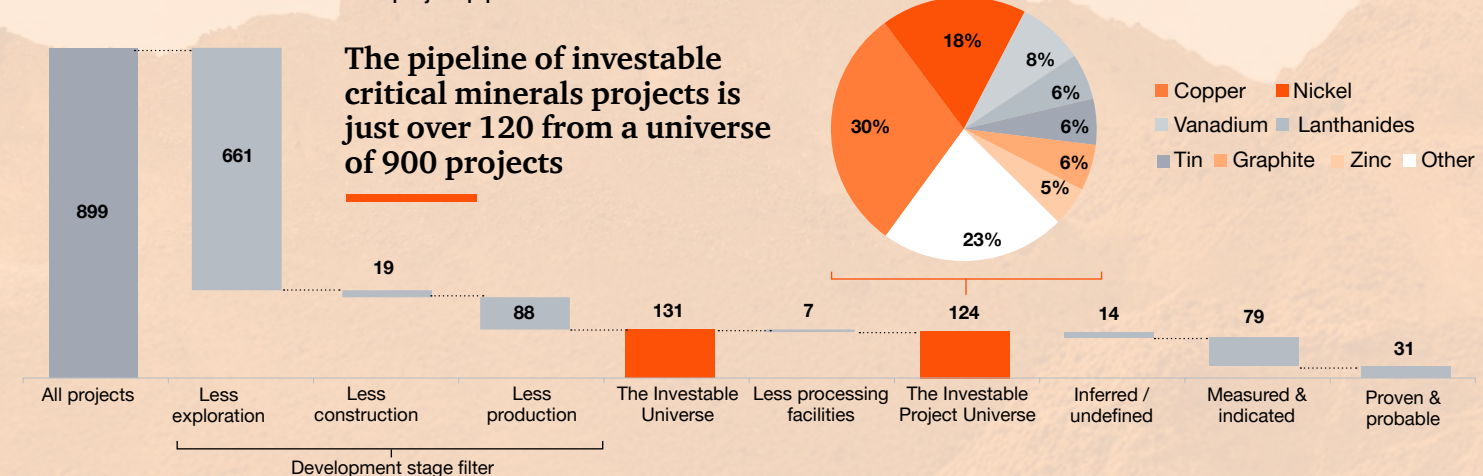 The pipeline of investable
critical minerals projects is
just over 120 from a universe
of 900 projects
18%
8%
6%
6%
6%
5%
23%
30%
Copper
Nickel
Vanadium
Lanthanides
Tin
Graphite
Zinc
Other
899
661
19
88
131
7
124
14
79
31
All projects
Less
exploration
Less
construction
Less
production
The Investable
Universe
Less processing
facilities
The Investable
Project Universe
Inferred /
undefined
Measured &
indicated
Proven &
probable
Development stage filter